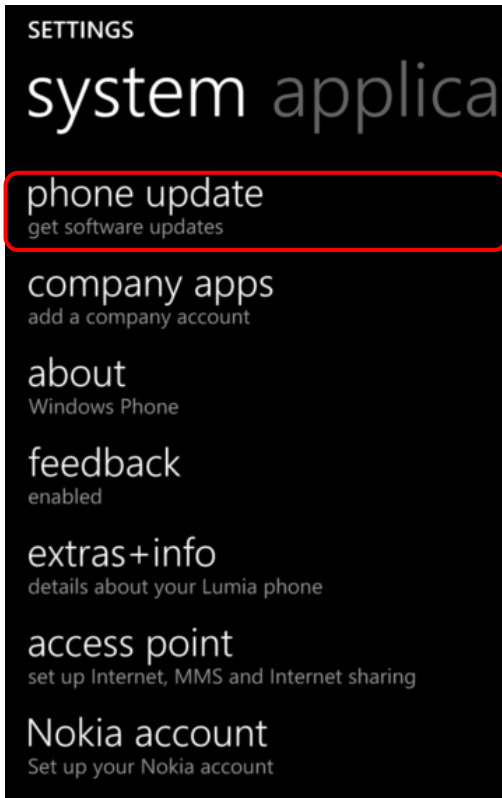 SETTINGS
system applica
phone update
get software updates
company apps
add a company account
about
Windows Phone
feedback
enabled
extras+info
details about your Lumia phone
access point
set up Internet, MMS and Internet sharing
Nokia account
Set up your Nokia account